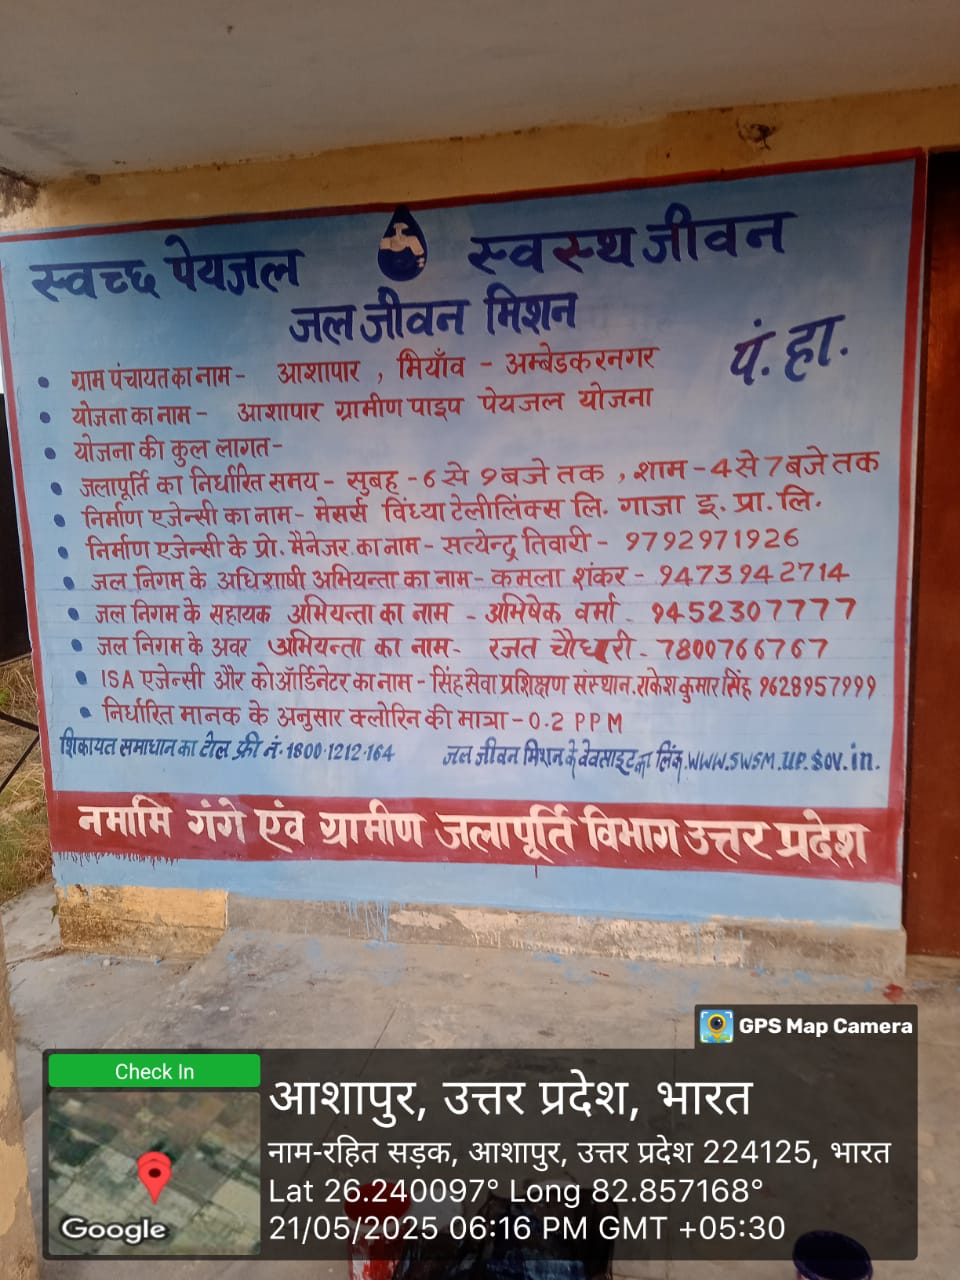 स्वच्छ पेयजल स्वस्थ जीवन
जल जीवन मिशन
पं. हा.
• ग्राम पंचायत का नाम - आशापार , भियाँव - अम्बेडकरनगर
• योजना का नाम - आशापार ग्रामीण पाइप पेयजल योजना
• योजना की कुल लागत-
• जलापूर्ति का निर्धारित समय - सुबह - 6 से 9 बजे तक , शाम - 4 से 7 बजे तक
• निर्माण एजेन्सी का नाम - मेसर्स विंध्या टेलीलिंक्स लि. गाजा इ. प्रा. लि.
• निर्माण एजेन्सी के प्रो. मैनेजर का नाम - सत्येन्द्र तिवारी - 9792971926
• जल निगम के अधिशाषी अभियन्ता का नाम - कमला शंकर - 9473942714
• जल निगम के सहायक अभियन्ता का नाम - अभिषेक वर्मा - 9452307777
• जल निगम के अवर अभियन्ता का नाम - रजत चौधरी - 7800766767
• ISA एजेन्सी और कोऑर्डिनेटर का नाम - सिंह सेवा प्रशिक्षण संस्थान, राकेश कुमार सिंह 9628957999
• निर्धारित मानक के अनुसार क्लोरिन की मात्रा - 0.2 PPM
शिकायत समाधान का टोल फ्री नं. 1800-1212-164 जल जीवन मिशन के वेवसाइट का लिंक. www.swsm.up.gov.in.
नमामि गंगे एंव ग्रामीण जलापूर्ति विभाग उत्तर प्रदेश
GPS Map Camera
Check In
आशापुर, उत्तर प्रदेश, भारत
नाम-रहित सड़क, आशापुर, उत्तर प्रदेश 224125, भारत
Lat 26.240097° Long 82.857168°
21/05/2025 06:16 PM GMT +05:30
Google